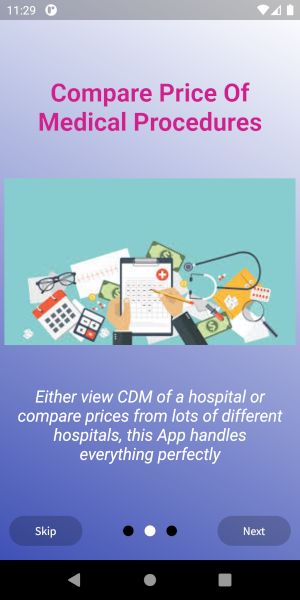 11:29
Compare Price Of
Medical Procedures
Either view CDM of a hospital or
compare prices from lots of different
hospitals, this App handles
everything perfectly
Skip
Next